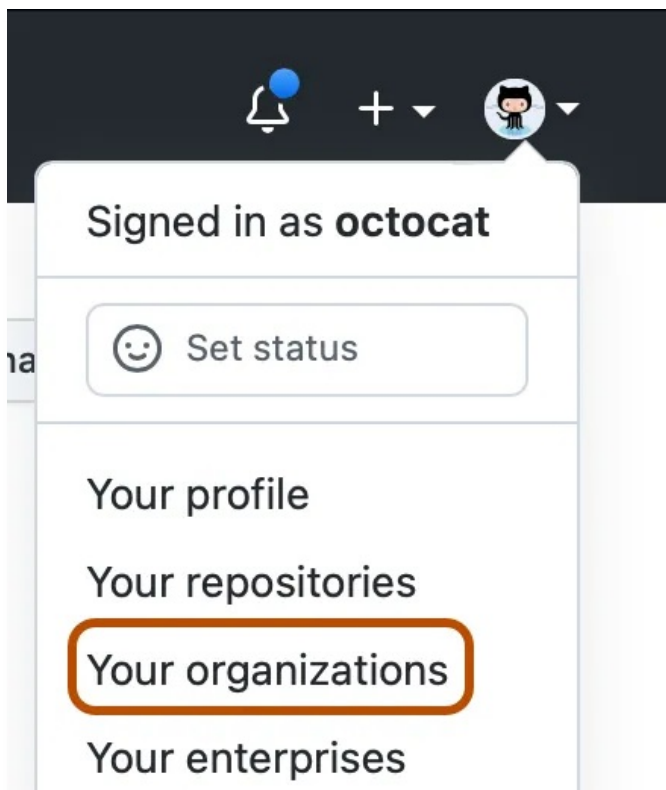 Signed in as octocat
Set status
Your profile
Your repositories
Your organizations
Your enterprises